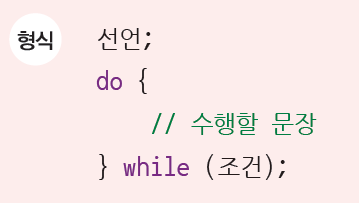 형식 선언;
do {
// 수행할 문장
} while (조건);